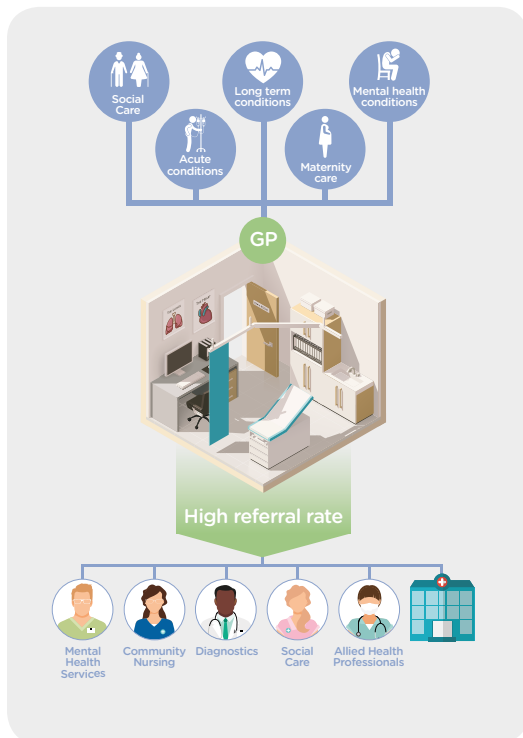 Social
Care
Long term
conditions
Mental health
conditions
Acute
conditions
Maternity
care
GP
High referral rate
Mental
Health
Services
Community
Nursing
Diagnostics
Social
Care
Allied Health
Professionals